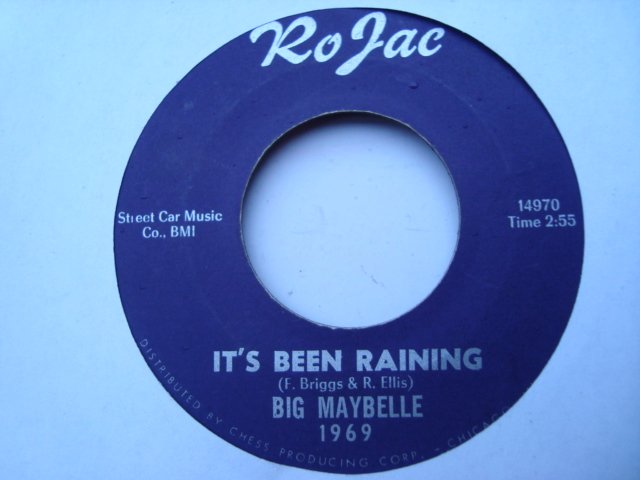 RoJac
Street Car Music
Co., BMI
14970
Time 2:55
IT'S BEEN RAINING
(F. Briggs & R. Ellis)
BIG MAYBELLE
1969
DISTRIBUTED BY CHESS PRODUCING CORP. - CHICAGO